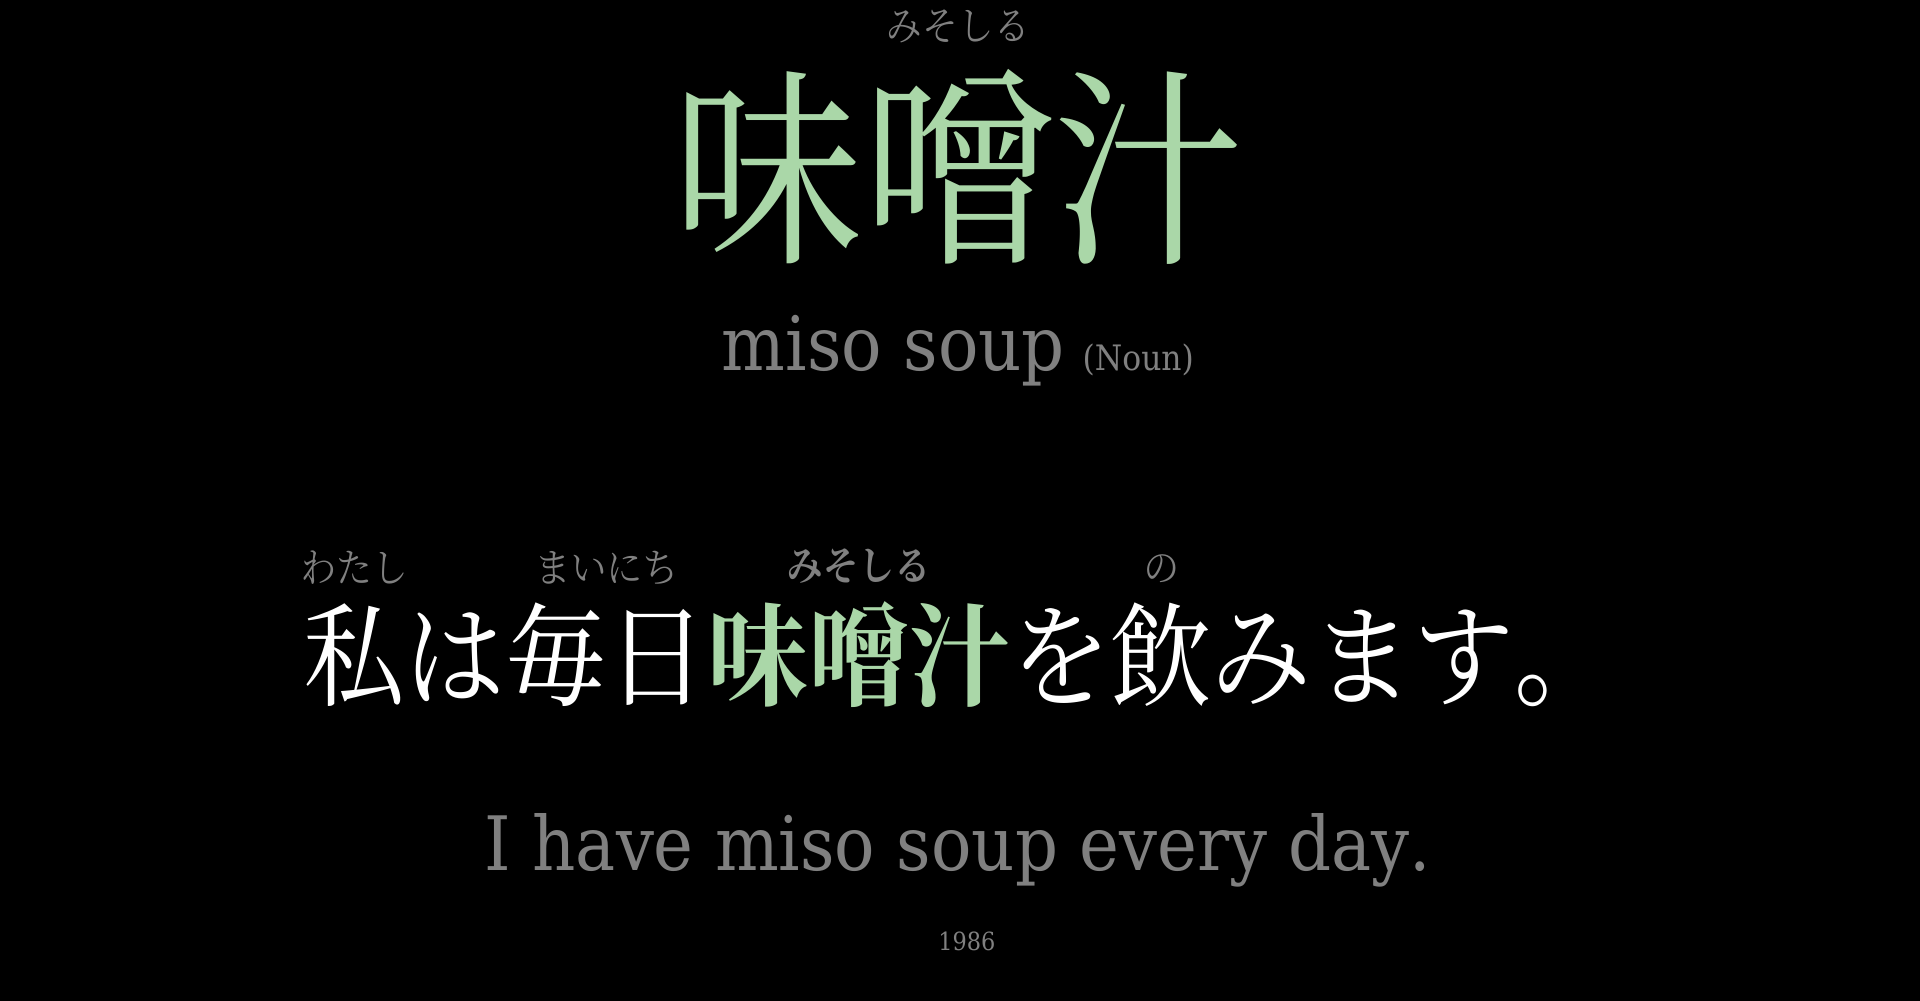 みそしる
味噌汁
miso soup (Noun)
わたし まいにち みそしる の
私は毎日味噌汁を飲みます。
I have miso soup every day.
1986